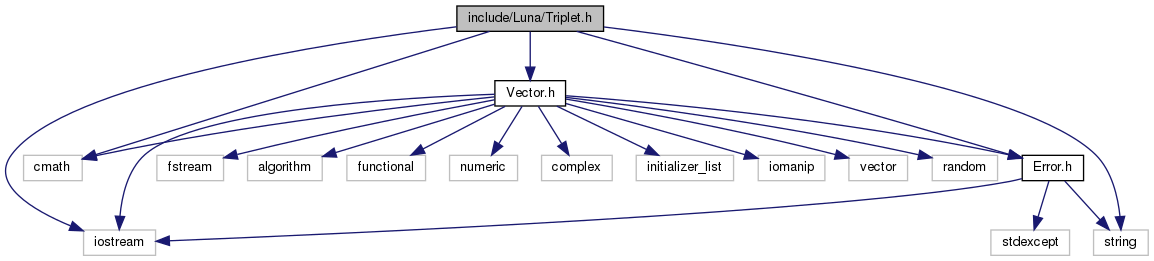 include/Luna/Triplet.h
Vector.h
cmath
fstream
algorithm
functional
numeric
complex
initializer_list
iomanip
vector
random
Error.h
iostream
stdexcept
string